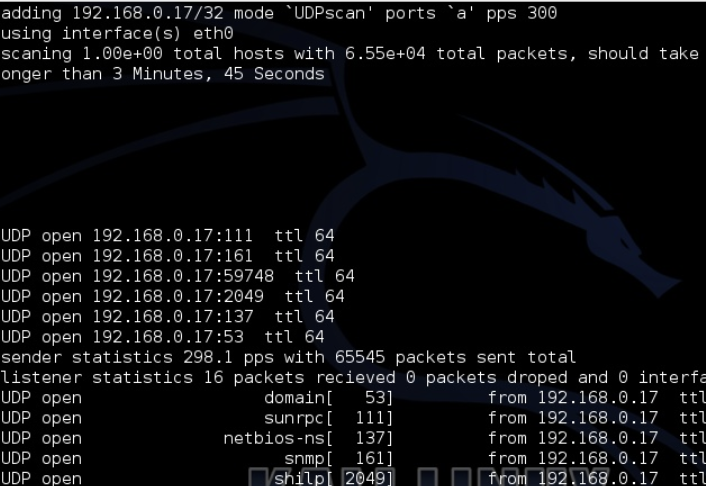 adding 192.168.0.17/32 mode `UDPscan' ports `a' pps 300
using interface(s) eth0
scaning 1.00e+00 total hosts with 6.55e+04 total packets, should take
onger than 3 Minutes, 45 Seconds
UDP open 192.168.0.17:111  ttl 64
UDP open 192.168.0.17:161  ttl 64
UDP open 192.168.0.17:59748  ttl 64
UDP open 192.168.0.17:2049  ttl 64
UDP open 192.168.0.17:137  ttl 64
UDP open 192.168.0.17:53  ttl 64
sender statistics 298.1 pps with 65545 packets sent total
listener statistics 16 packets recieved 0 packets droped and 0 interfa
UDP open                  domain[   53]         from 192.168.0.17  ttl
UDP open                  sunrpc[  111]         from 192.168.0.17  ttl
UDP open              netbios-ns[  137]         from 192.168.0.17  ttl
UDP open                    snmp[  161]         from 192.168.0.17  ttl
UDP open                   shilp[ 2049]         from 192.168.0.17  ttl